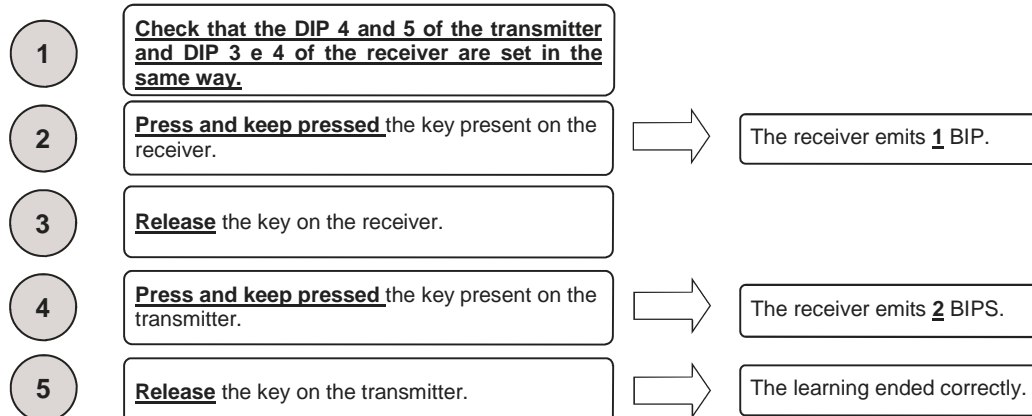 1
Check that the DIP 4 and 5 of the transmitter
and DIP 3 e 4 of the receiver are set in the
same way.
2
Press and keep pressed the key present on the
receiver.
The receiver emits 1 BIP.
3
Release the key on the receiver.
4
Press and keep pressed the key present on the
transmitter.
The receiver emits 2 BIPS.
5
Release the key on the transmitter.
The learning ended correctly.